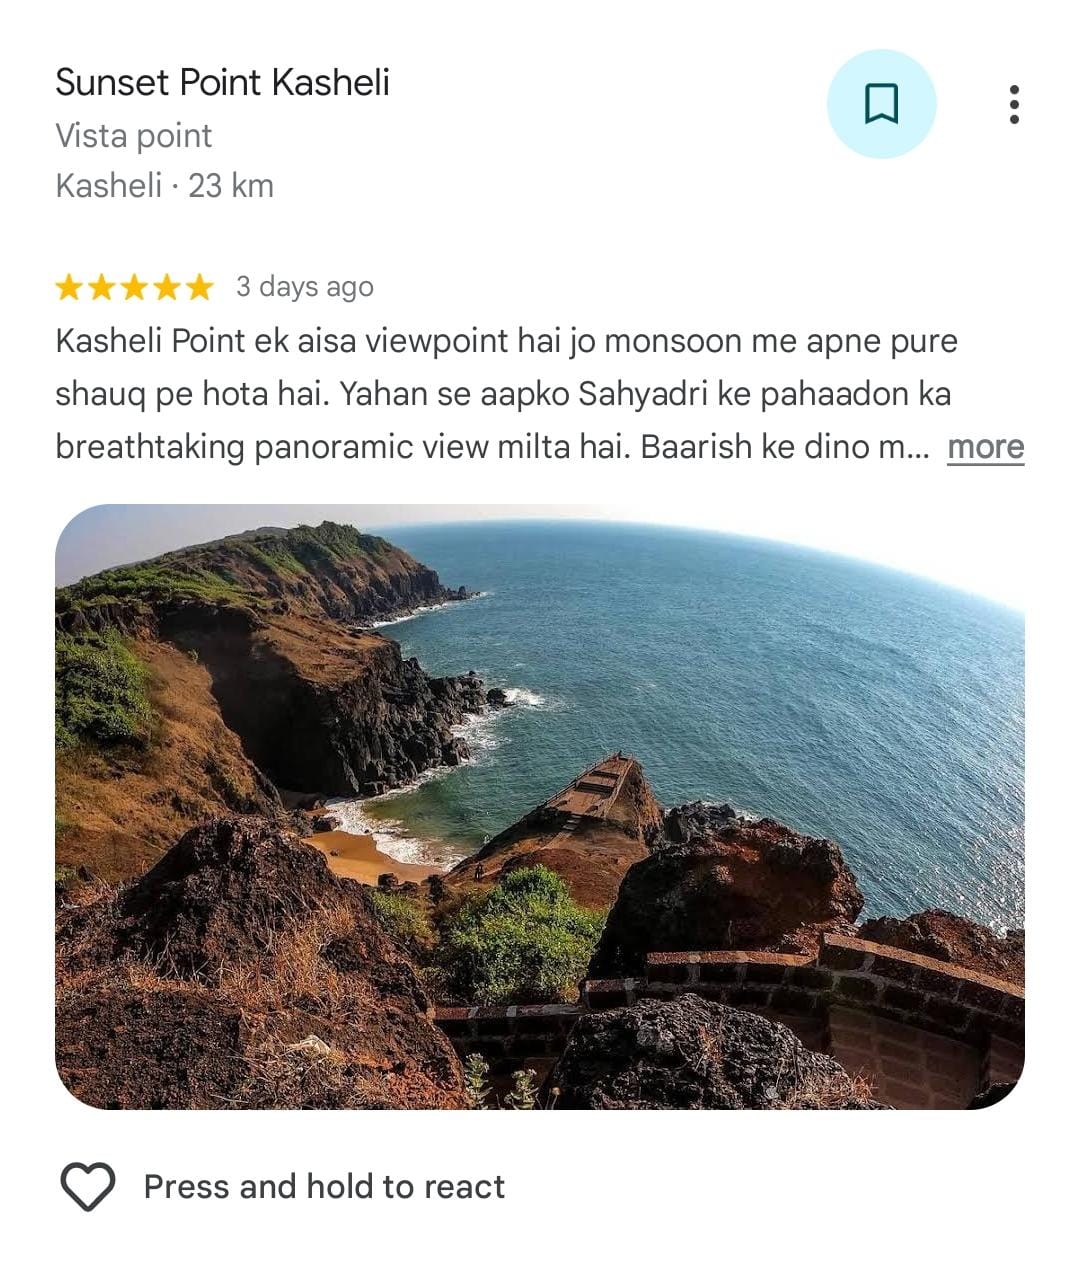 Sunset Point Kasheli
Vista point
Kasheli · 23 km
3 days ago
Kasheli Point ek aisa viewpoint hai jo monsoon me apne pure
shauq pe hota hai. Yahan se aapko Sahyadri ke pahaadon ka
breathtaking panoramic view milta hai. Baarish ke dino m... more
Press and hold to react